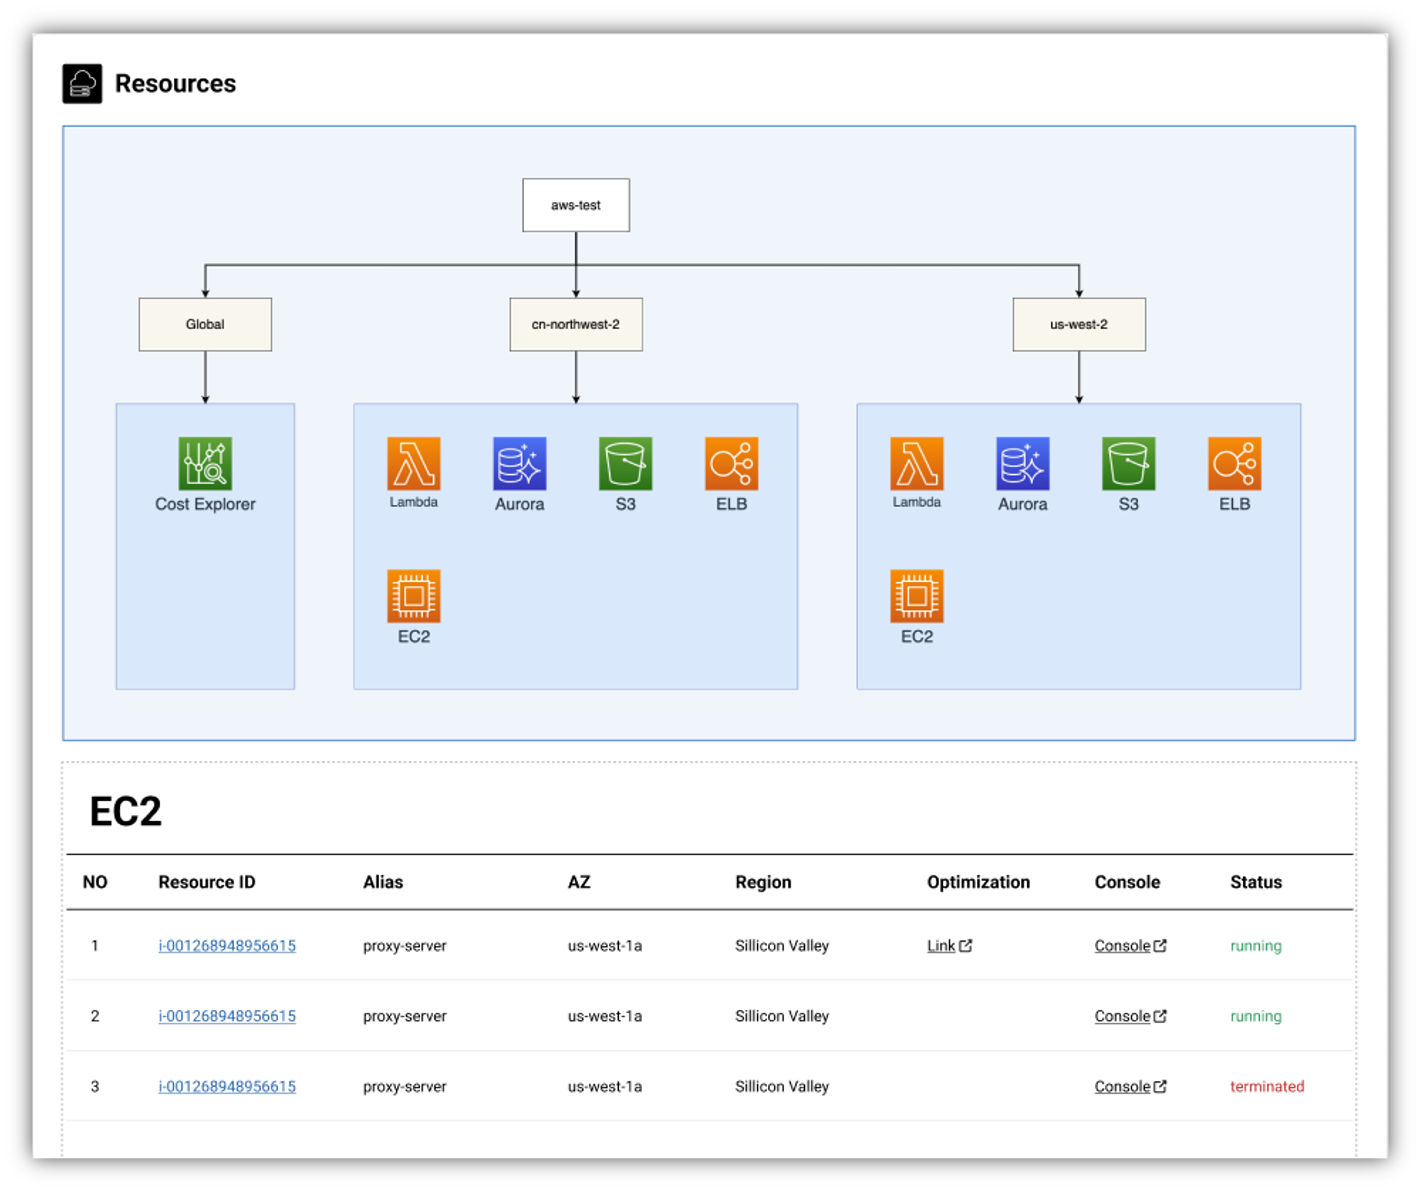 Resources
aws-test
Global cn-northwest-2 us-west-2
Cost Explorer Lambda Aurora S3 ELB Lambda Aurora S3 ELB
EC2 EC2
EC2
NO Resource ID Alias AZ Region Optimization Console Status
1 i-001268948956615 proxy-server us-west-1a Sillicon Valley Link Console running
2 i-001268948956615 proxy-server us-west-1a Sillicon Valley Console running
3 i-001268948956615 proxy-server us-west-1a Sillicon Valley Console terminated